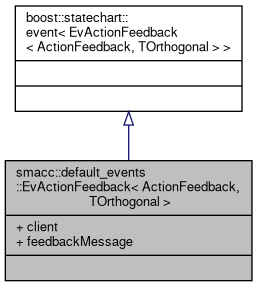 boost::statechart::
event< EvActionFeedback
< ActionFeedback, TOrthogonal > >
smacc::default_events
::EvActionFeedback< ActionFeedback,
TOrthogonal >
+ client
+ feedbackMessage